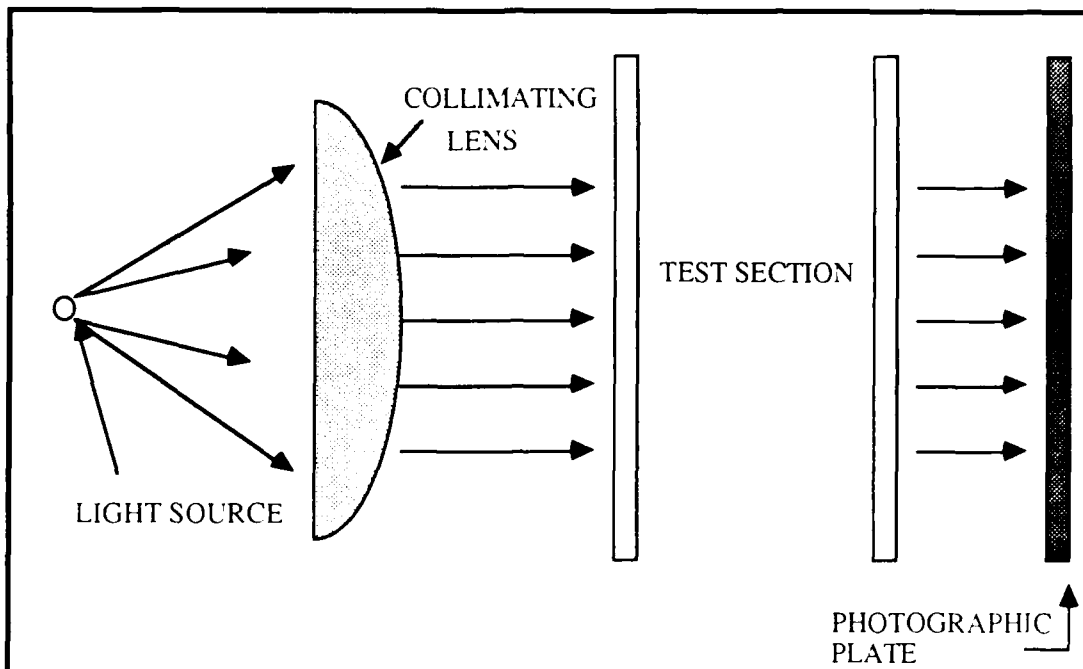 COLLIMATING
LENS
TEST SECTION
LIGHT SOURCE
PHOTOGRAPHIC
PLATE